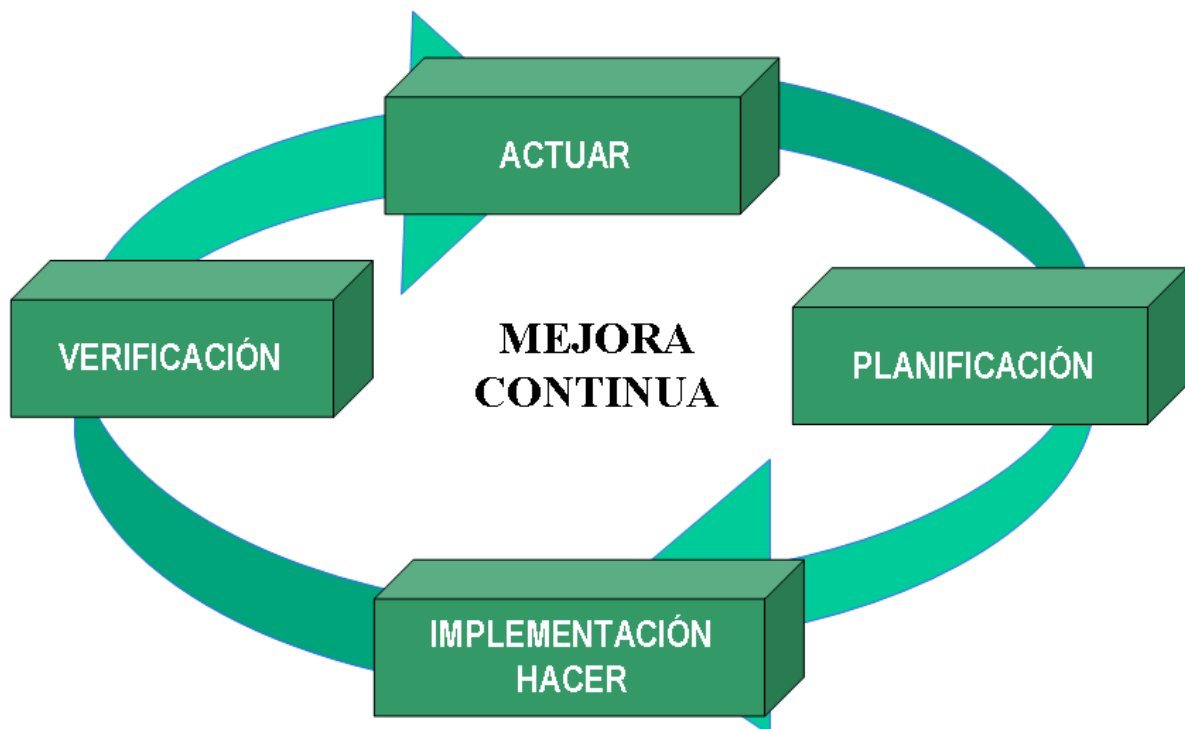 ACTUAR
VERIFICACIÓN
MEJORA
CONTINUA
PLANIFICACIÓN
IMPLEMENTACIÓN
HACER